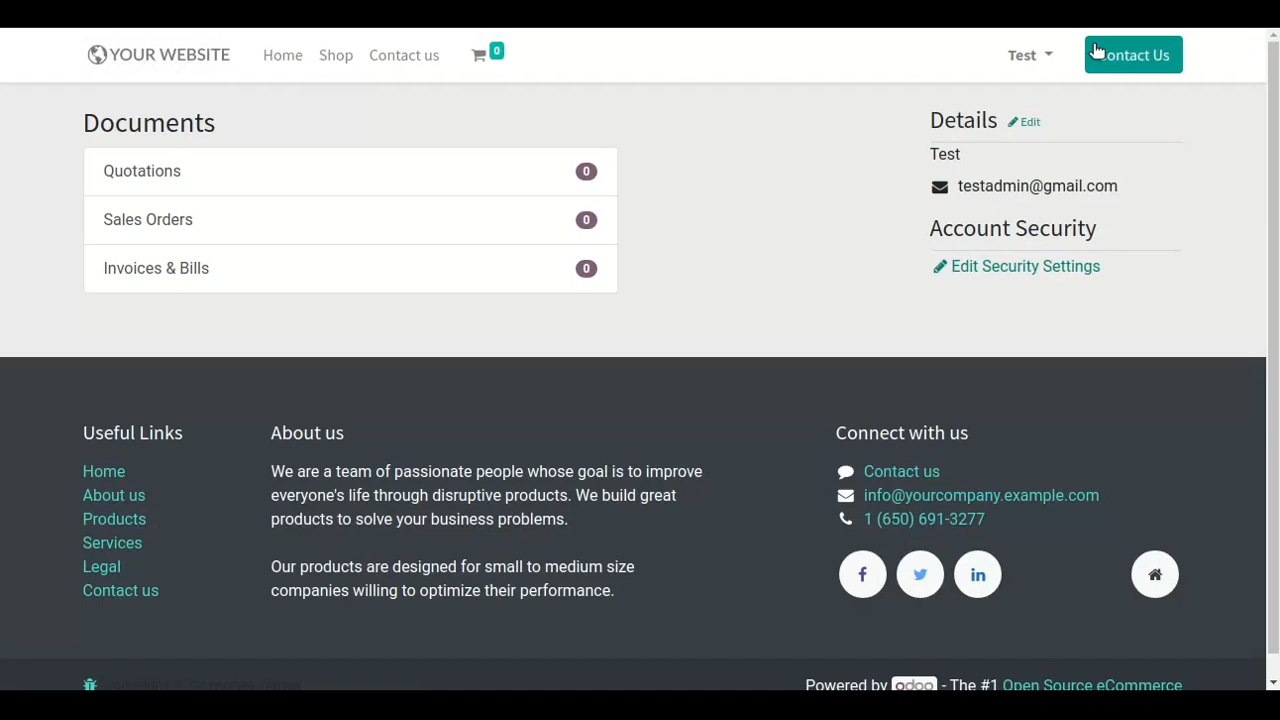 YOUR WEBSITE Home Shop Contact us 0 Test Contact Us
Documents
Quotations 0
Sales Orders 0
Invoices & Bills 0
Details Edit
Test
testadmin@gmail.com
Account Security
Edit Security Settings
Useful Links
Home
About us
Products
Services
Legal
Contact us
About us
We are a team of passionate people whose goal is to improve
everyone's life through disruptive products. We build great
products to solve your business problems.
Our products are designed for small to medium size
companies willing to optimize their performance.
Connect with us
Contact us
info@yourcompany.example.com
1 (650) 691-3277
f
in
Powered by odoo - The #1 Open Source eCommerce